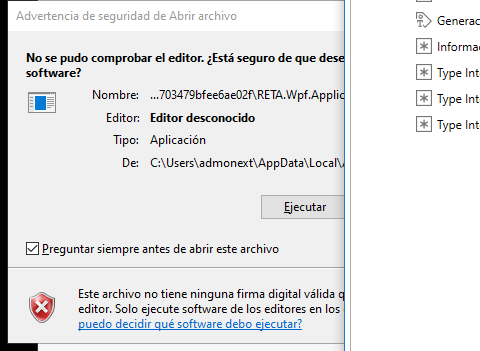 Advertencia de seguridad de Abrir archivo
No se pudo comprobar el editor. ¿Está seguro de que dese
software?
Nombre: ...703479bfee6ae02f\RETA.Wpf.Applic
Editor: Editor desconocido
Tipo: Aplicación
De: C:\Users\admonext\AppData\Local\
Ejecutar
Preguntar siempre antes de abrir este archivo
Este archivo no tiene ninguna firma digital válida q
editor. Solo ejecute software de los editores en los
puedo decidir qué software debo ejecutar?
Generac
Informac
Type Int
Type Int
Type Int